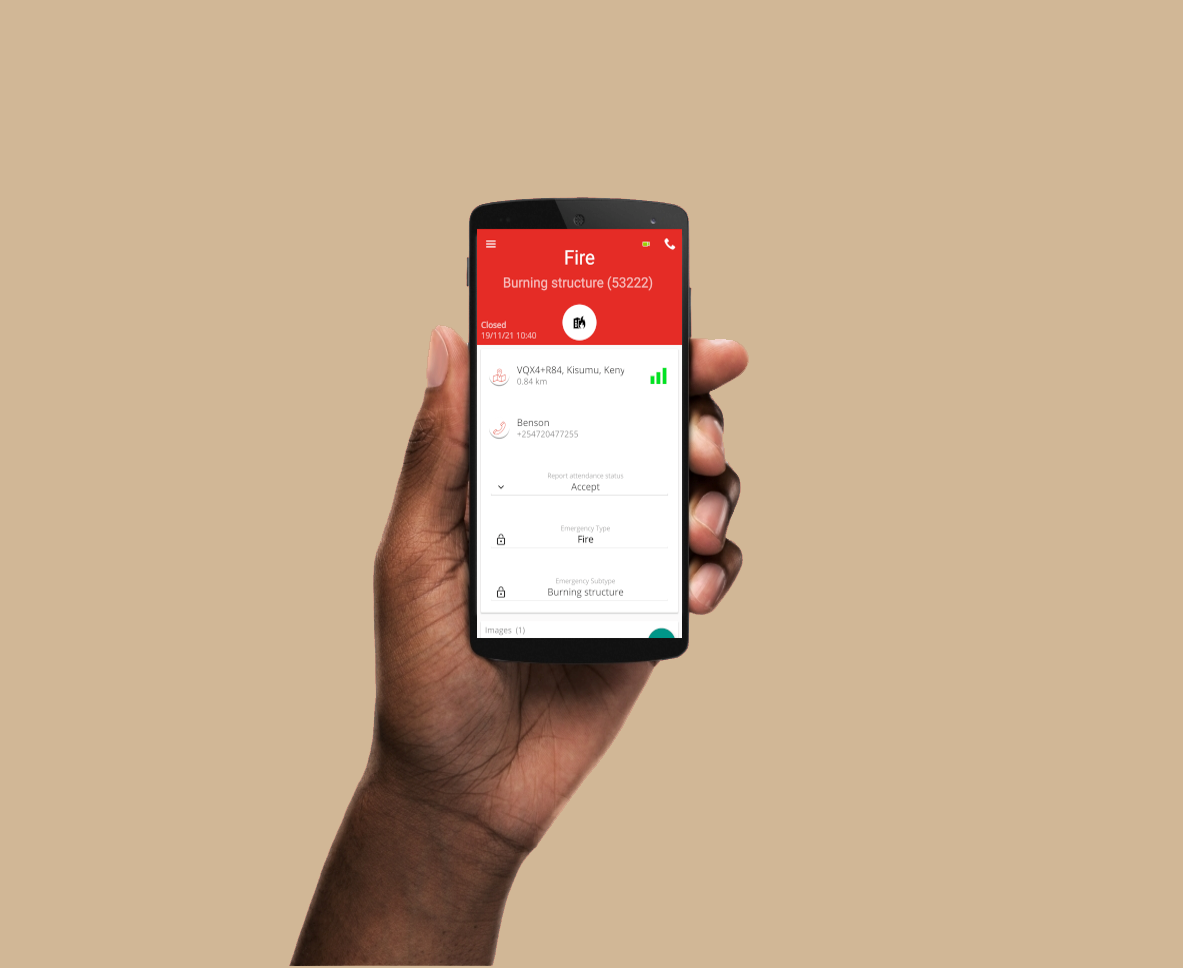 Fire
Burning structure (53222)
Closed
19/11/21 10:40
VQX4+R84, Kisumu, Keny
0.84 km
Benson
+254720477255
Report attendance status
Accept
Emergency Type
Fire
Emergency Subtype
Burning structure
Images (1)